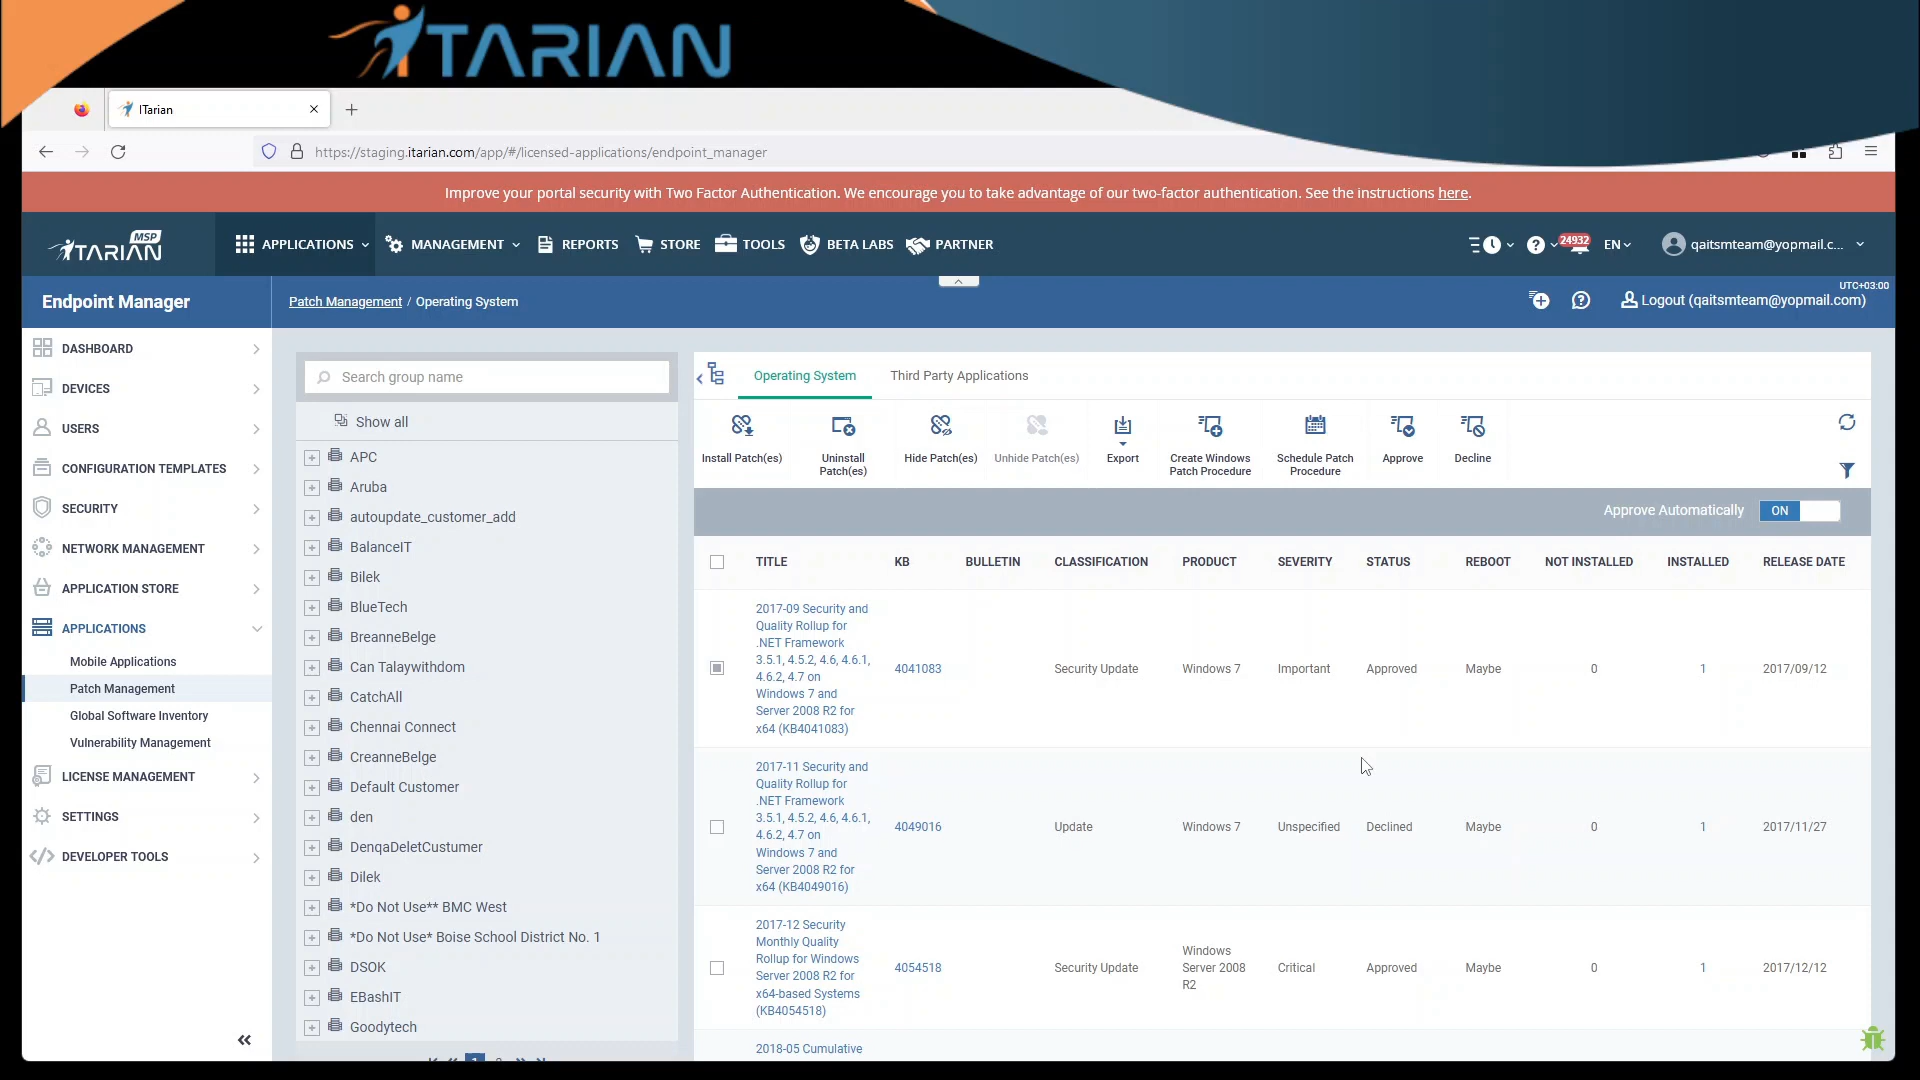 ITARIAN
ITarian
https://staging.itarian.com/app/#/licensed-applications/endpoint_manager
Improve your portal security with Two Factor Authentication. We encourage you to take advantage of our two-factor authentication. See the instructions here.
ITARIAN MSP
APPLICATIONS
MANAGEMENT
REPORTS
STORE
TOOLS
BETA LABS
PARTNER
24932
EN
qaitsmteam@yopmail.c...
Endpoint Manager
Patch Management / Operating System
UTC+03:00
Logout (qaitsmteam@yopmail.com)
DASHBOARD
DEVICES
USERS
CONFIGURATION TEMPLATES
SECURITY
NETWORK MANAGEMENT
APPLICATION STORE
APPLICATIONS
Mobile Applications
Patch Management
Global Software Inventory
Vulnerability Management
LICENSE MANAGEMENT
SETTINGS
DEVELOPER TOOLS
Search group name
Show all
APC
Aruba
autoupdate_customer_add
BalanceIT
Bilek
BlueTech
BreanneBelge
Can Talaywithdom
CatchAll
Chennai Connect
CreanneBelge
Default Customer
den
DenqaDeletCustumer
Dilek
*Do Not Use** BMC West
*Do Not Use* Boise School District No. 1
DSOK
EBashIT
Goodytech
Operating System
Third Party Applications
Install Patch(es)
Uninstall
Patch(es)
Hide Patch(es)
Unhide Patch(es)
Export
Create Windows
Patch Procedure
Schedule Patch
Procedure
Approve
Decline
Approve Automatically
ON
TITLE
KB
BULLETIN
CLASSIFICATION
PRODUCT
SEVERITY
STATUS
REBOOT
NOT INSTALLED
INSTALLED
RELEASE DATE
2017-09 Security and
Quality Rollup for
.NET Framework
3.5.1, 4.5.2, 4.6, 4.6.1,
4.6.2, 4.7 on
Windows 7 and
Server 2008 R2 for
x64 (KB4041083)
4041083
Security Update
Windows 7
Important
Approved
Maybe
0
1
2017/09/12
2017-11 Security and
Quality Rollup for
.NET Framework
3.5.1, 4.5.2, 4.6, 4.6.1,
4.6.2, 4.7 on
Windows 7 and
Server 2008 R2 for
x64 (KB4049016)
4049016
Update
Windows 7
Unspecified
Declined
Maybe
0
1
2017/11/27
2017-12 Security
Monthly Quality
Rollup for Windows
Server 2008 R2 for
x64-based Systems
(KB4054518)
4054518
Security Update
Windows
Server 2008
R2
Critical
Approved
Maybe
0
1
2017/12/12
2018-05 Cumulative